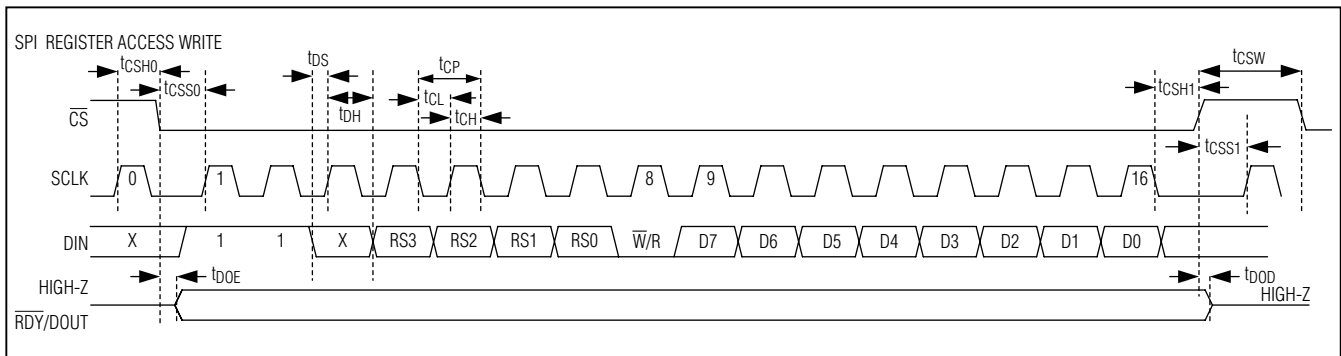 SPI REGISTER ACCESS WRITE
tCSH0
tCSS0
tDS
tDH
tCP
tCL
tCH
tCSH1
tCSW
tCSS1
CS
SCLK 0 1 8 9 16
DIN X 1 1 X RS3 RS2 RS1 RS0 W/R D7 D6 D5 D4 D3 D2 D1 D0
tDOE
tDOD
HIGH-Z HIGH-Z
RDY/DOUT